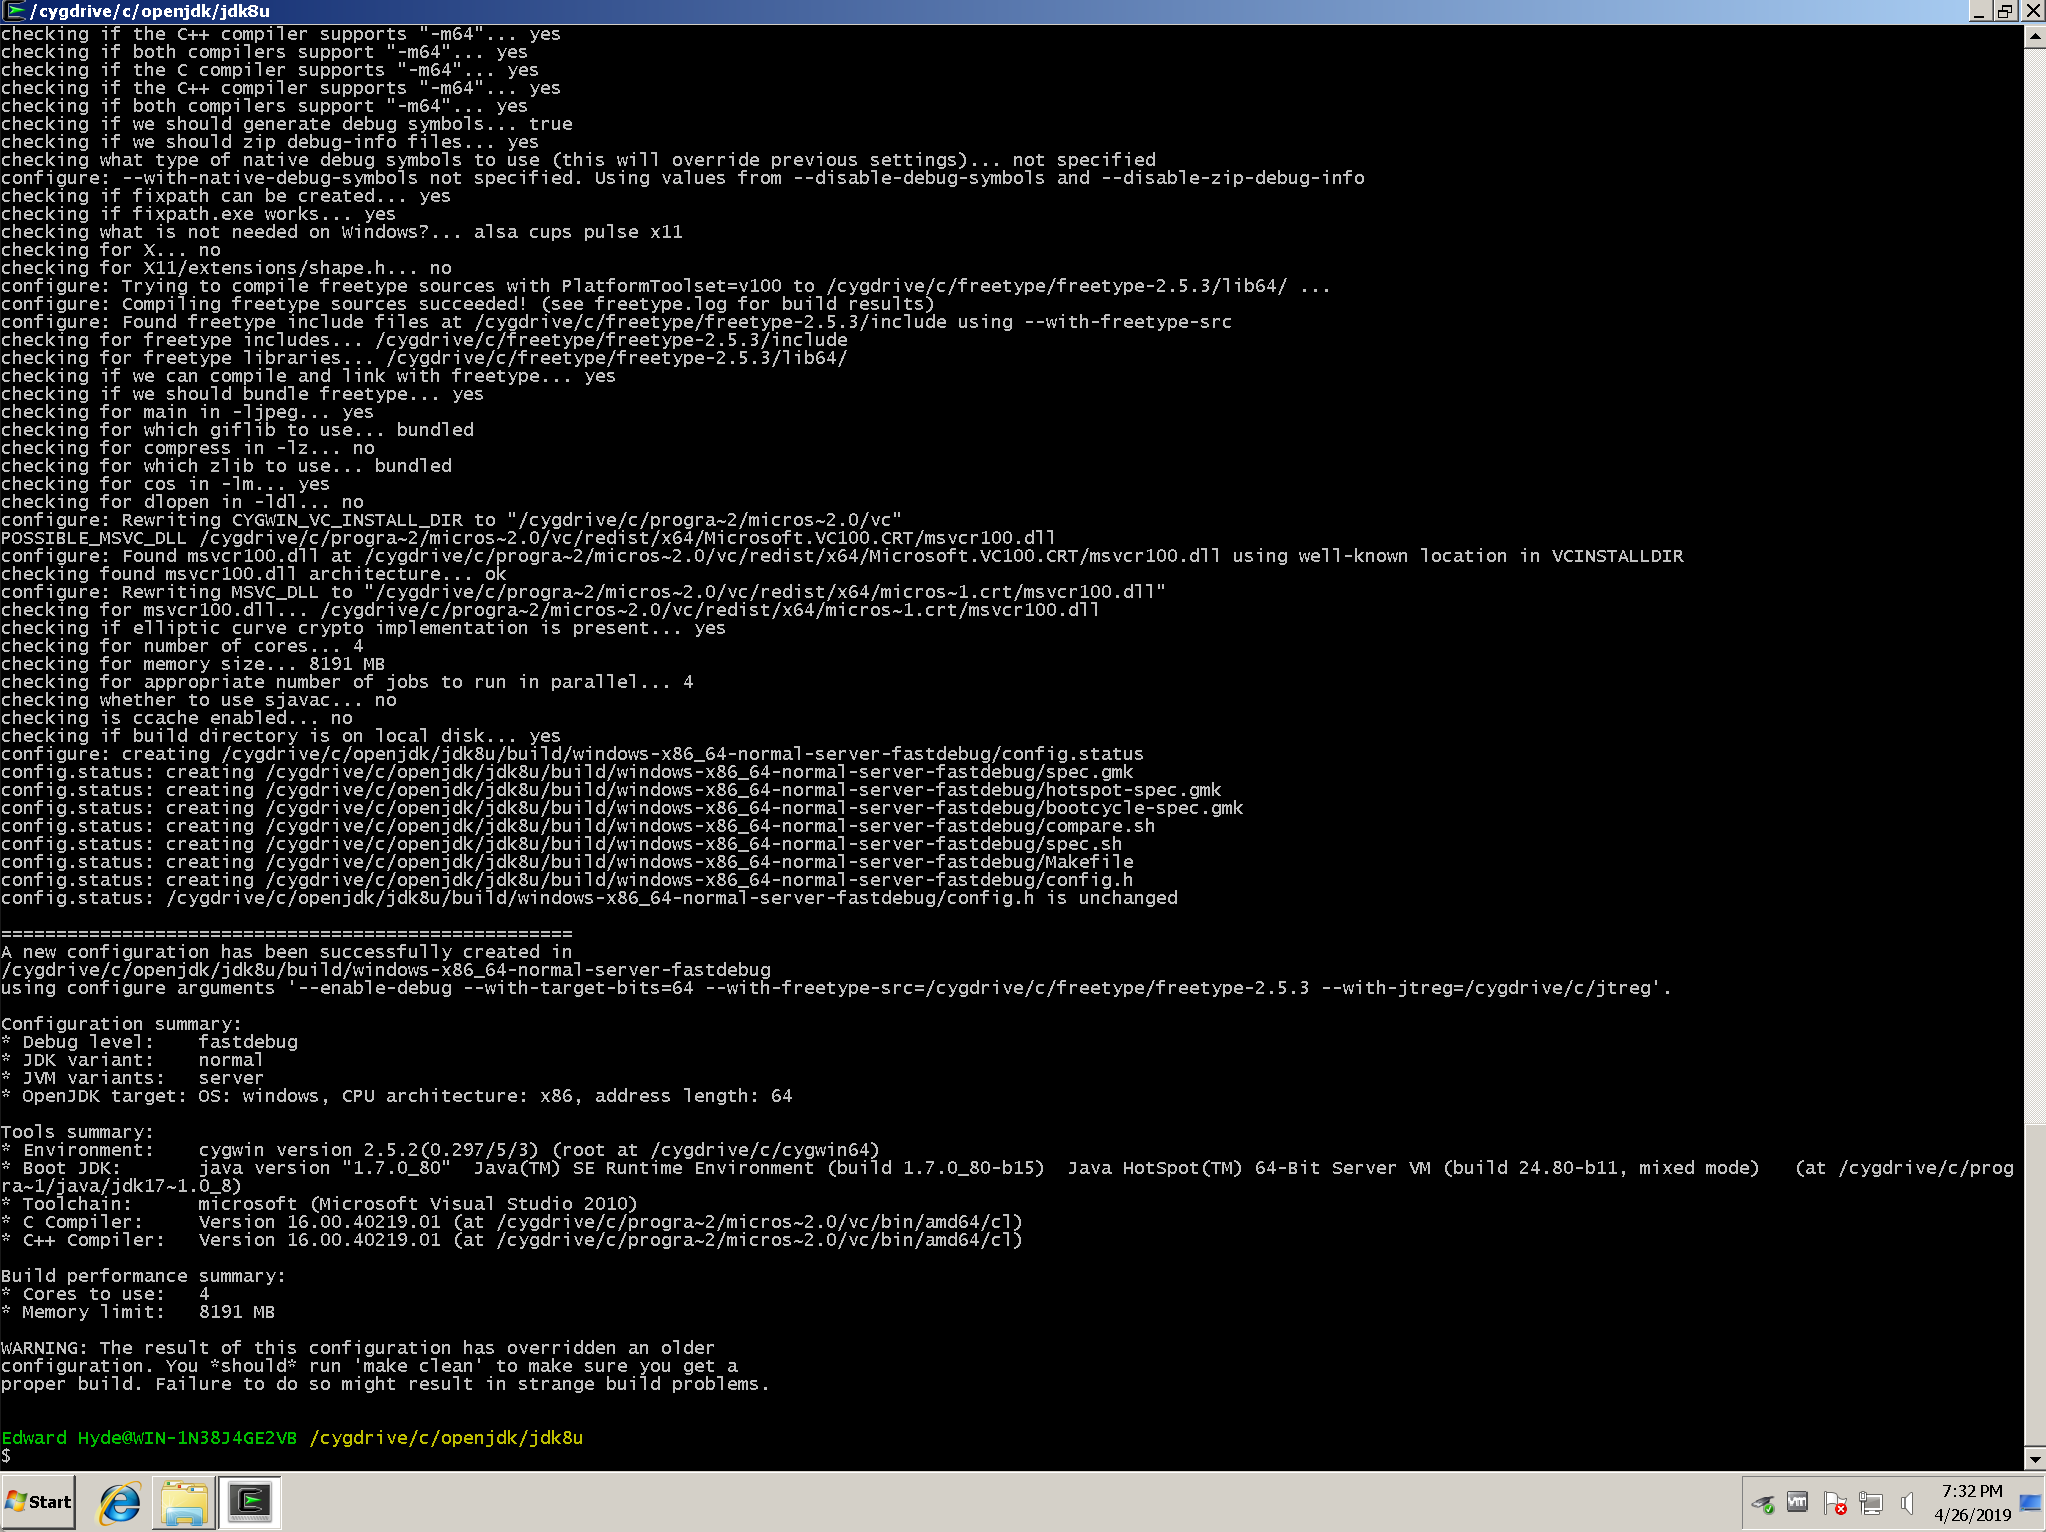 /cygdrive/c/openjdk/jdk8u
checking if the C++ compiler supports "-m64"... yes
checking if both compilers support "-m64"... yes
checking if the C compiler supports "-m64"... yes
checking if the C++ compiler supports "-m64"... yes
checking if both compilers support "-m64"... yes
checking if we should generate debug symbols... true
checking if we should zip debug-info files... yes
checking what type of native debug symbols to use (this will override previous settings)... not specified
configure: --with-native-debug-symbols not specified. Using values from --disable-debug-symbols and --disable-zip-debug-info
checking if fixpath can be created... yes
checking if fixpath.exe works... yes
checking what is not needed on Windows?... alsa cups pulse x11
checking for X... no
checking for X11/extensions/shape.h... no
configure: Trying to compile freetype sources with PlatformToolset=v100 to /cygdrive/c/freetype/freetype-2.5.3/lib64/ ...
configure: Compiling freetype sources succeeded! (see freetype.log for build results)
configure: Found freetype include files at /cygdrive/c/freetype/freetype-2.5.3/include using --with-freetype-src
checking for freetype includes... /cygdrive/c/freetype/freetype-2.5.3/include
checking for freetype libraries... /cygdrive/c/freetype/freetype-2.5.3/lib64/
checking if we can compile and link with freetype... yes
checking if we should bundle freetype... yes
checking for main in -ljpeg... yes
checking for which giflib to use... bundled
checking for compress in -lz... no
checking for which zlib to use... bundled
checking for cos in -lm... yes
checking for dlopen in -ldl... no
configure: Rewriting CYGWIN_VC_INSTALL_DIR to "/cygdrive/c/progra~2/micros~2.0/vc"
POSSIBLE_MSVC_DLL /cygdrive/c/progra~2/micros~2.0/vc/redist/x64/Microsoft.VC100.CRT/msvcr100.dll
configure: Found msvcr100.dll at /cygdrive/c/progra~2/micros~2.0/vc/redist/x64/Microsoft.VC100.CRT/msvcr100.dll using well-known location in VCINSTALLDIR
checking found msvcr100.dll architecture... ok
configure: Rewriting MSVC_DLL to "/cygdrive/c/progra~2/micros~2.0/vc/redist/x64/micros~1.crt/msvcr100.dll"
checking for msvcr100.dll... /cygdrive/c/progra~2/micros~2.0/vc/redist/x64/micros~1.crt/msvcr100.dll
checking if elliptic curve crypto implementation is present... yes
checking for number of cores... 4
checking for memory size... 8191 MB
checking for appropriate number of jobs to run in parallel... 4
checking whether to use sjavac... no
checking is ccache enabled... no
checking if build directory is on local disk... yes
configure: creating /cygdrive/c/openjdk/jdk8u/build/windows-x86_64-normal-server-fastdebug/config.status
config.status: creating /cygdrive/c/openjdk/jdk8u/build/windows-x86_64-normal-server-fastdebug/spec.gmk
config.status: creating /cygdrive/c/openjdk/jdk8u/build/windows-x86_64-normal-server-fastdebug/hotspot-spec.gmk
config.status: creating /cygdrive/c/openjdk/jdk8u/build/windows-x86_64-normal-server-fastdebug/bootcycle-spec.gmk
config.status: creating /cygdrive/c/openjdk/jdk8u/build/windows-x86_64-normal-server-fastdebug/compare.sh
config.status: creating /cygdrive/c/openjdk/jdk8u/build/windows-x86_64-normal-server-fastdebug/spec.sh
config.status: creating /cygdrive/c/openjdk/jdk8u/build/windows-x86_64-normal-server-fastdebug/Makefile
config.status: creating /cygdrive/c/openjdk/jdk8u/build/windows-x86_64-normal-server-fastdebug/config.h
config.status: /cygdrive/c/openjdk/jdk8u/build/windows-x86_64-normal-server-fastdebug/config.h is unchanged
====================================================
A new configuration has been successfully created in
/cygdrive/c/openjdk/jdk8u/build/windows-x86_64-normal-server-fastdebug
using configure arguments '--enable-debug --with-target-bits=64 --with-freetype-src=/cygdrive/c/freetype/freetype-2.5.3 --with-jtreg=/cygdrive/c/jtreg'.
Configuration summary:
* Debug level:    fastdebug
* JDK variant:    normal
* JVM variants:   server
* OpenJDK target: OS: windows, CPU architecture: x86, address length: 64
Tools summary:
* Environment:    cygwin version 2.5.2(0.297/5/3) (root at /cygdrive/c/cygwin64)
* Boot JDK:       java version "1.7.0_80"  Java(TM) SE Runtime Environment (build 1.7.0_80-b15)  Java HotSpot(TM) 64-Bit Server VM (build 24.80-b11, mixed mode)   (at /cygdrive/c/prog
ra~1/java/jdk17~1.0_8)
* Toolchain:      microsoft (Microsoft Visual Studio 2010)
* C Compiler:     Version 16.00.40219.01 (at /cygdrive/c/progra~2/micros~2.0/vc/bin/amd64/cl)
* C++ Compiler:   Version 16.00.40219.01 (at /cygdrive/c/progra~2/micros~2.0/vc/bin/amd64/cl)
Build performance summary:
* Cores to use:   4
* Memory limit:   8191 MB
WARNING: The result of this configuration has overridden an older
configuration. You *should* run 'make clean' to make sure you get a
proper build. Failure to do so might result in strange build problems.
Edward Hyde@WIN-1N38J4GE2VB /cygdrive/c/openjdk/jdk8u
$
Start
vm
7:32 PM
4/26/2019